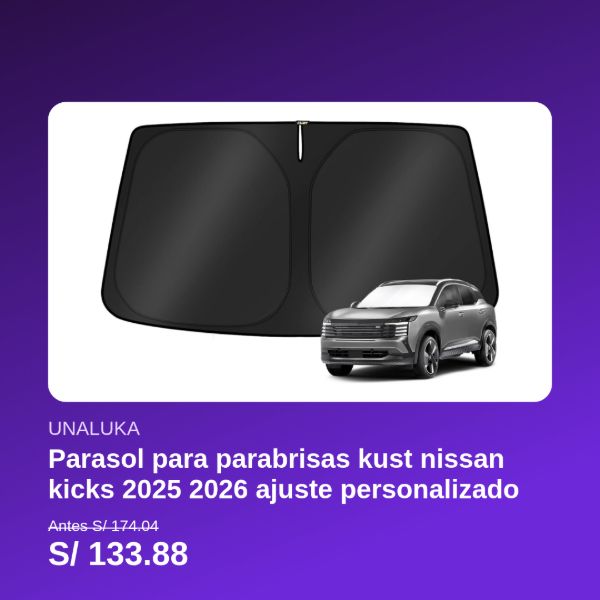 UNALUKA
Parasol para parabrisas kust nissan
kicks 2025 2026 ajuste personalizado
Antes S/ 174.04
S/ 133.88